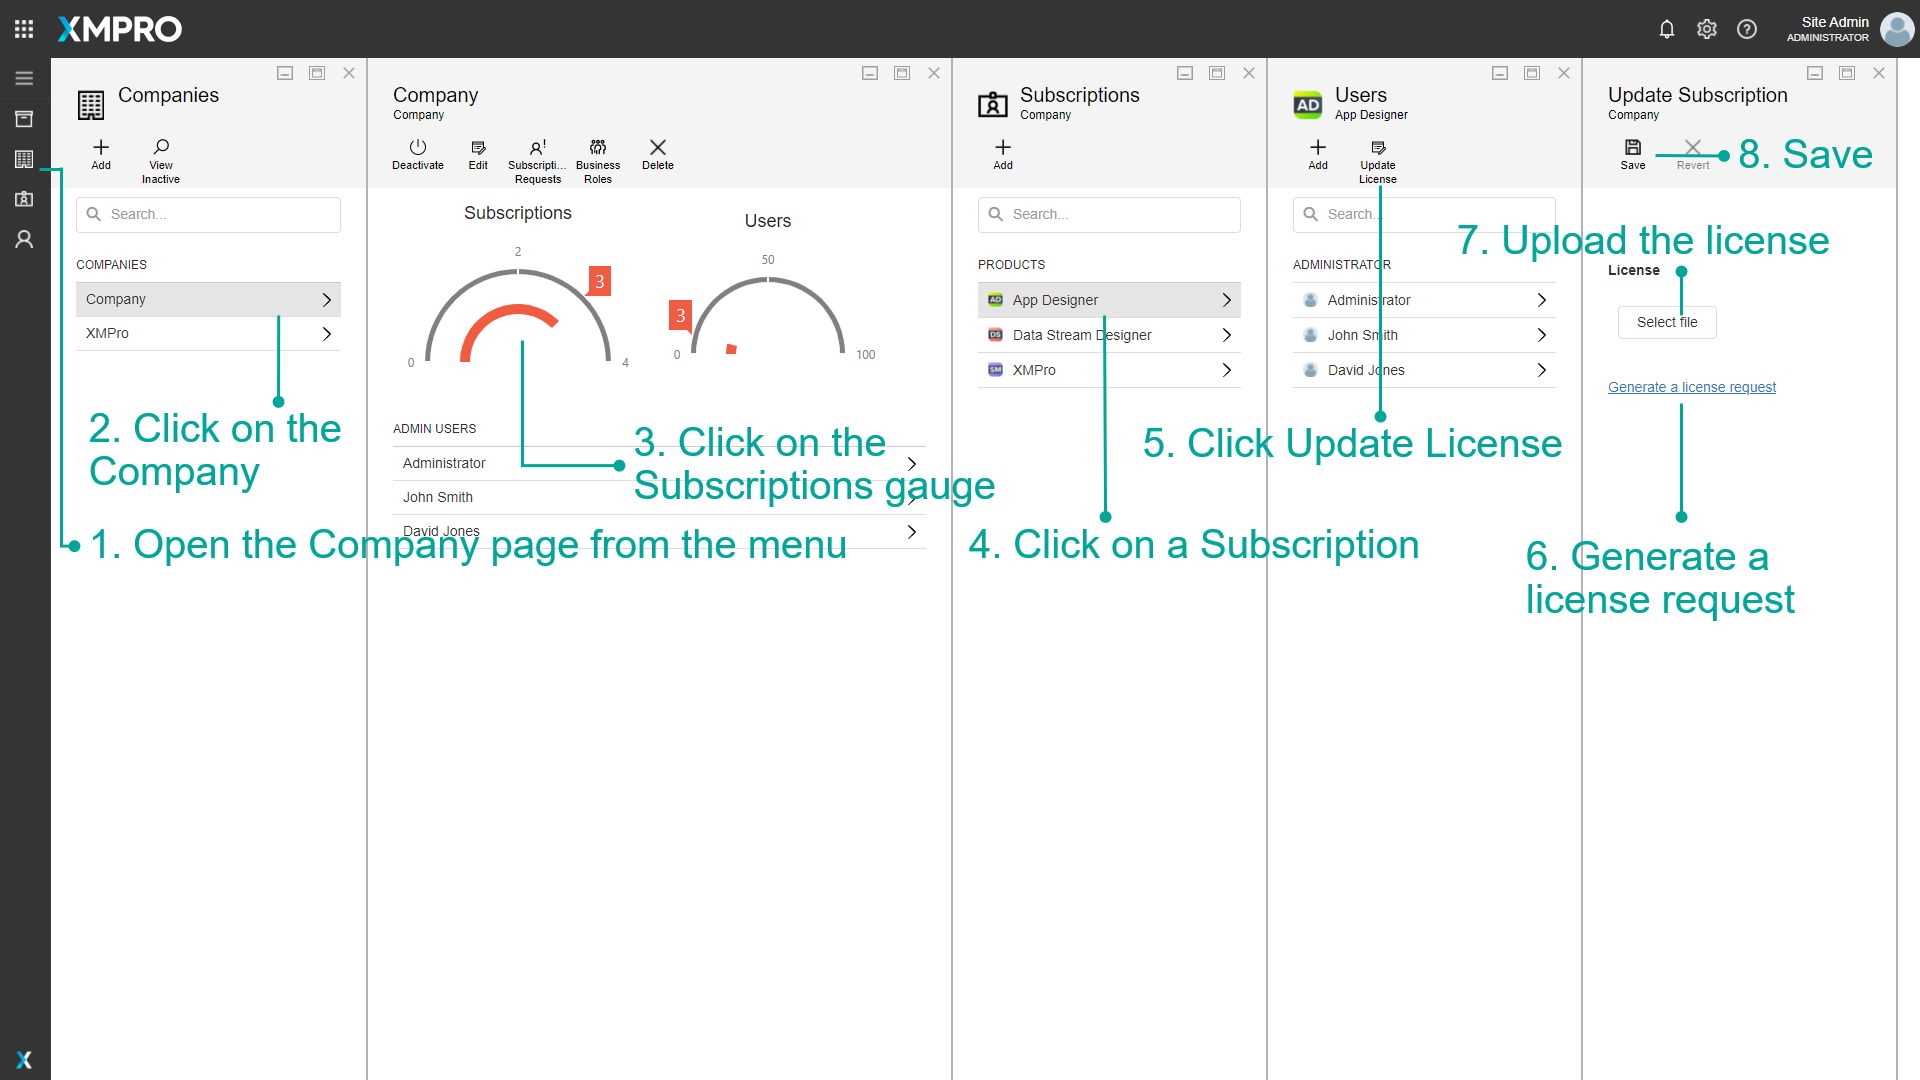 XMPRO
Site Admin
ADMINISTRATOR
Companies
Add
View
Inactive
Search...
COMPANIES
Company
XMPro
2. Click on the
Company
1. Open the Company page from the menu
Company
Company
Deactivate
Edit
Subscripti...
Requests
Business
Roles
Delete
Subscriptions
0
2
4
3
Users
0
50
100
3
ADMIN USERS
Administrator
John Smith
David Jones
3. Click on the
Subscriptions gauge
Subscriptions
Company
Add
Search...
PRODUCTS
AD App Designer
DS Data Stream Designer
SM XMPro
4. Click on a Subscription
AD
Users
App Designer
Add
Update
License
Search...
ADMINISTRATOR
Administrator
John Smith
David Jones
5. Click Update License
Update Subscription
Company
Save
Revert
8. Save
7. Upload the license
License
Select file
Generate a license request
6. Generate a
license request